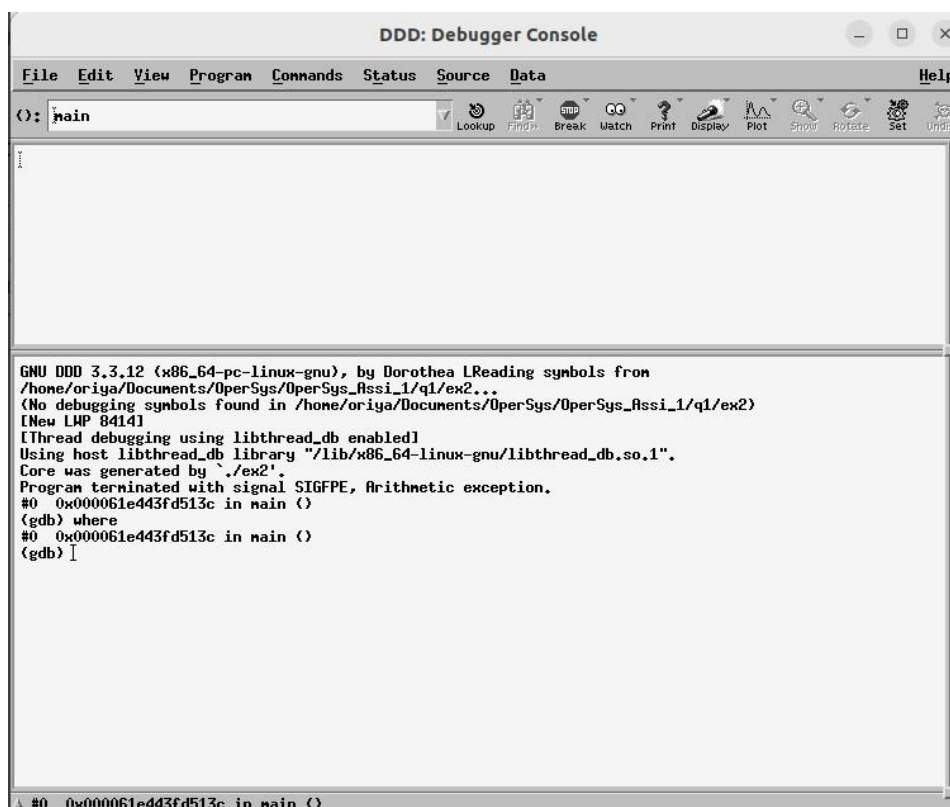 DDD: Debugger Console
File Edit View Program Commands Status Source Data Help
(): main Lookup Find» Break Watch Print Display Plot Show Rotate Set Undi
GNU DDD 3.3.12 (x86_64-pc-linux-gnu), by Dorothea LReading symbols from
/home/oriya/Documents/OperSys/OperSys_Assi_1/q1/ex2...
(No debugging symbols found in /home/oriya/Documents/OperSys/OperSys_Assi_1/q1/ex2)
[New LWP 8414]
[Thread debugging using libthread_db enabled]
Using host libthread_db library "/lib/x86_64-linux-gnu/libthread_db.so.1".
Core was generated by `./ex2'.
Program terminated with signal SIGFPE, Arithmetic exception.
#0 0x000061e443fd513c in main ()
(gdb) where
#0 0x000061e443fd513c in main ()
(gdb)
#0 0x000061e443fd513c in main ()